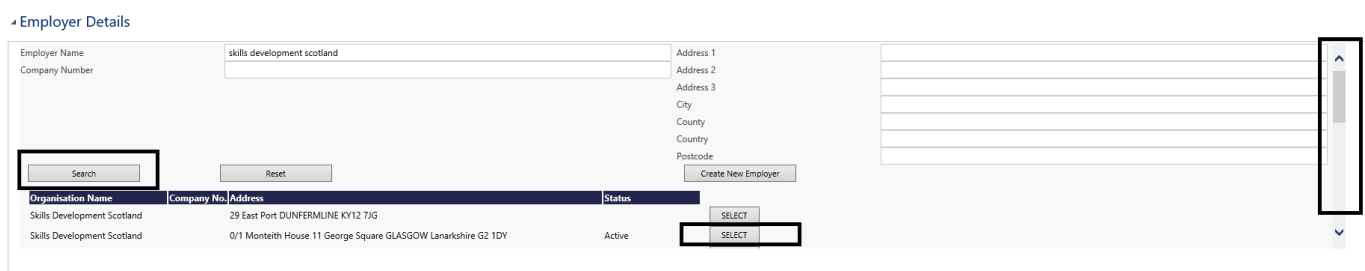 Employer Details
Employer Name skills development scotland Address 1
Company Number Address 2
Address 3
City
County
Country
Postcode
Search Reset Create New Employer
Organisation Name Company No. Address Status
Skills Development Scotland 29 East Port DUNFERMLINE KY12 7JG SELECT
Skills Development Scotland 0/1 Monteith House 11 George Square GLASGOW Lanarkshire G2 1DY Active SELECT